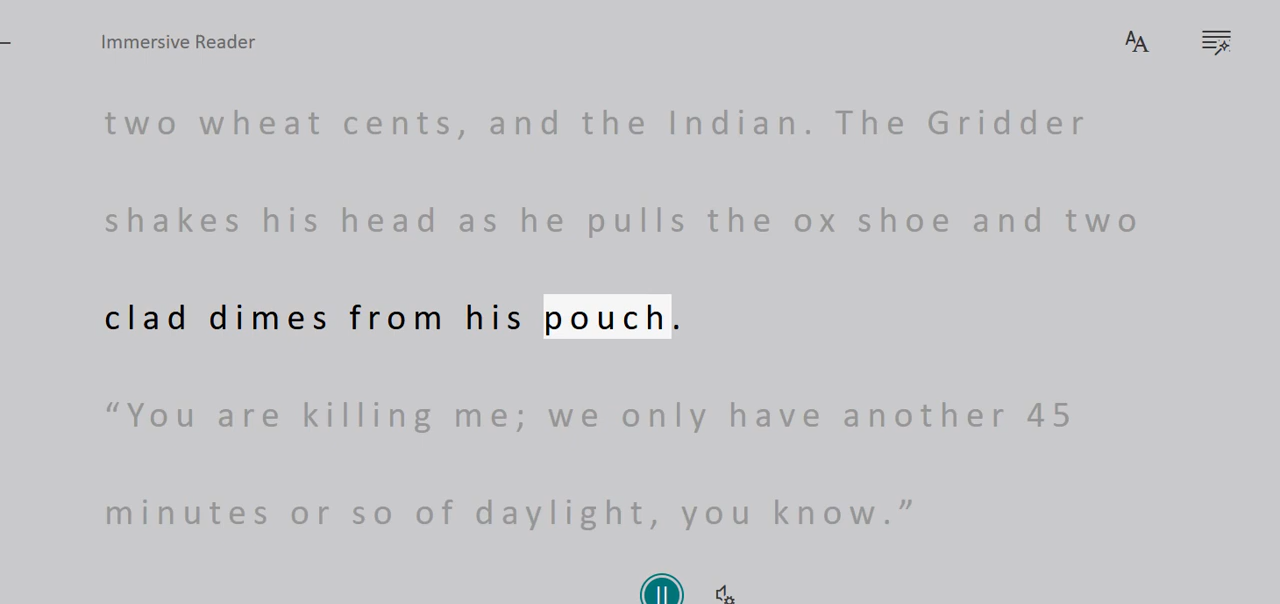 Immersive Reader
two wheat cents, and the Indian. The Gridder
shakes his head as he pulls the ox shoe and two
clad dimes from his pouch.
“You are killing me; we only have another 45
minutes or so of daylight, you know.”